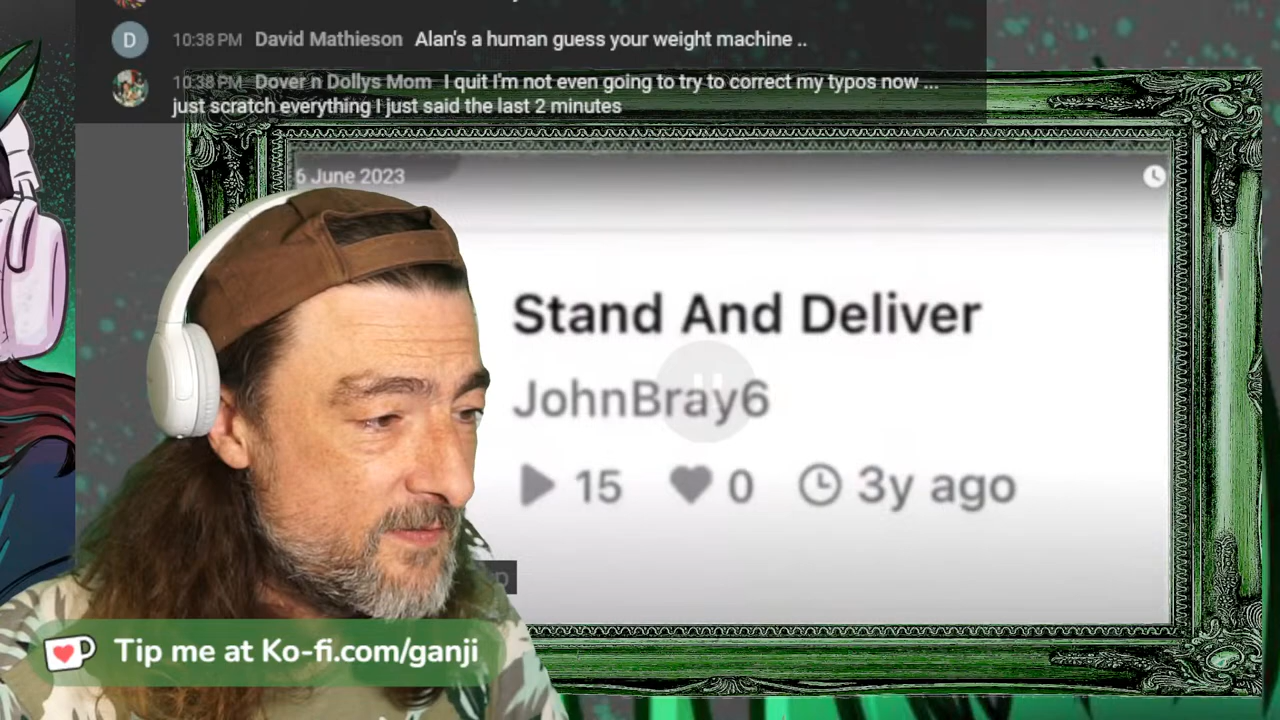 D
10:38 PM David Mathieson Alan's a human guess your weight machine ..
10:38 PM Dover n Dollys Mom I quit I'm not even going to try to correct my typos now ...
just scratch everything I just said the last 2 minutes
6 June 2023
Stand And Deliver
JohnBray6
15 0 3y ago
Tip me at Ko-fi.com/ganji